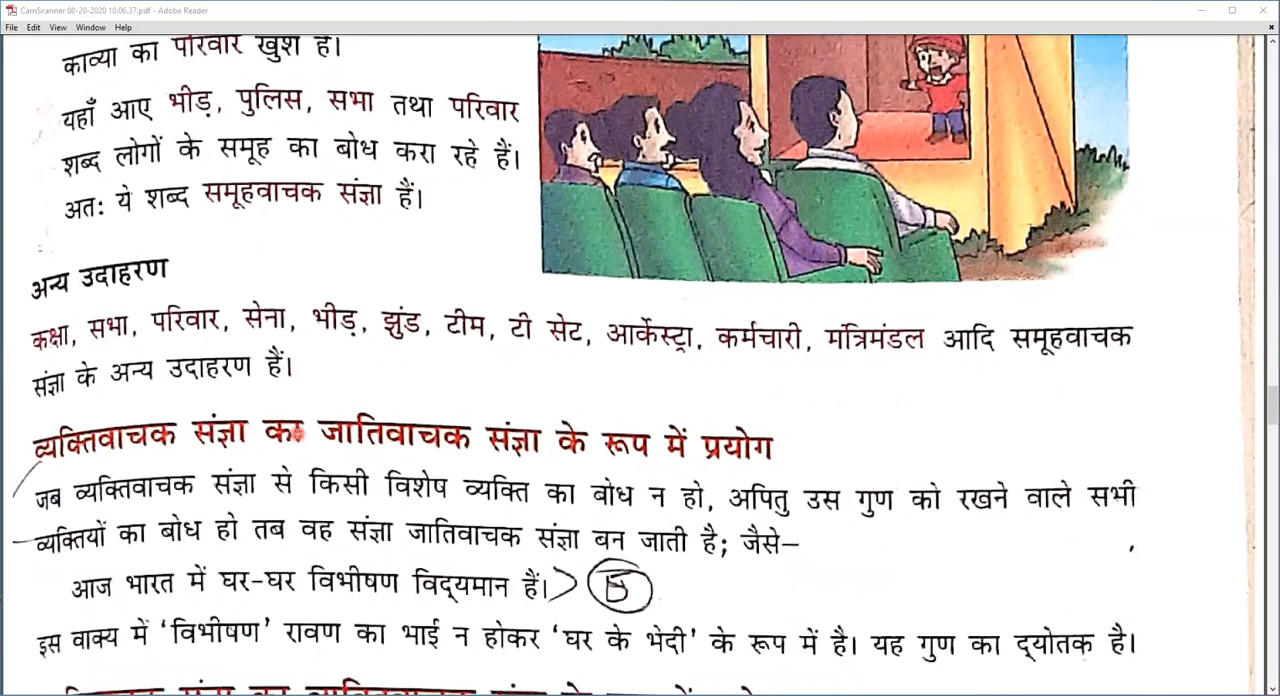 CamScanner 08-20-2020 10.06.37.pdf - Adobe Reader
File Edit View Window Help
काव्या का परिवार खुश है।
यहाँ आए भीड़, पुलिस, सभा तथा परिवार
शब्द लोगों के समूह का बोध करा रहे हैं।
अतः ये शब्द समूहवाचक संज्ञा हैं।
अन्य उदाहरण
कक्षा, सभा, परिवार, सेना, भीड़, झुंड, टीम, टी सेट, आर्केस्ट्रा, कर्मचारी, मंत्रिमंडल आदि समूहवाचक
संज्ञा के अन्य उदाहरण हैं।
व्यक्तिवाचक संज्ञा का जातिवाचक संज्ञा के रूप में प्रयोग
जब व्यक्तिवाचक संज्ञा से किसी विशेष व्यक्ति का बोध न हो, अपितु उस गुण को रखने वाले सभी
व्यक्तियों का बोध हो तब वह संज्ञा जातिवाचक संज्ञा बन जाती है; जैसे–
आज भारत में घर-घर विभीषण विद्यमान हैं।
इस वाक्य में ‘विभीषण’ रावण का भाई न होकर ‘घर के भेदी’ के रूप में है। यह गुण का द्योतक है।